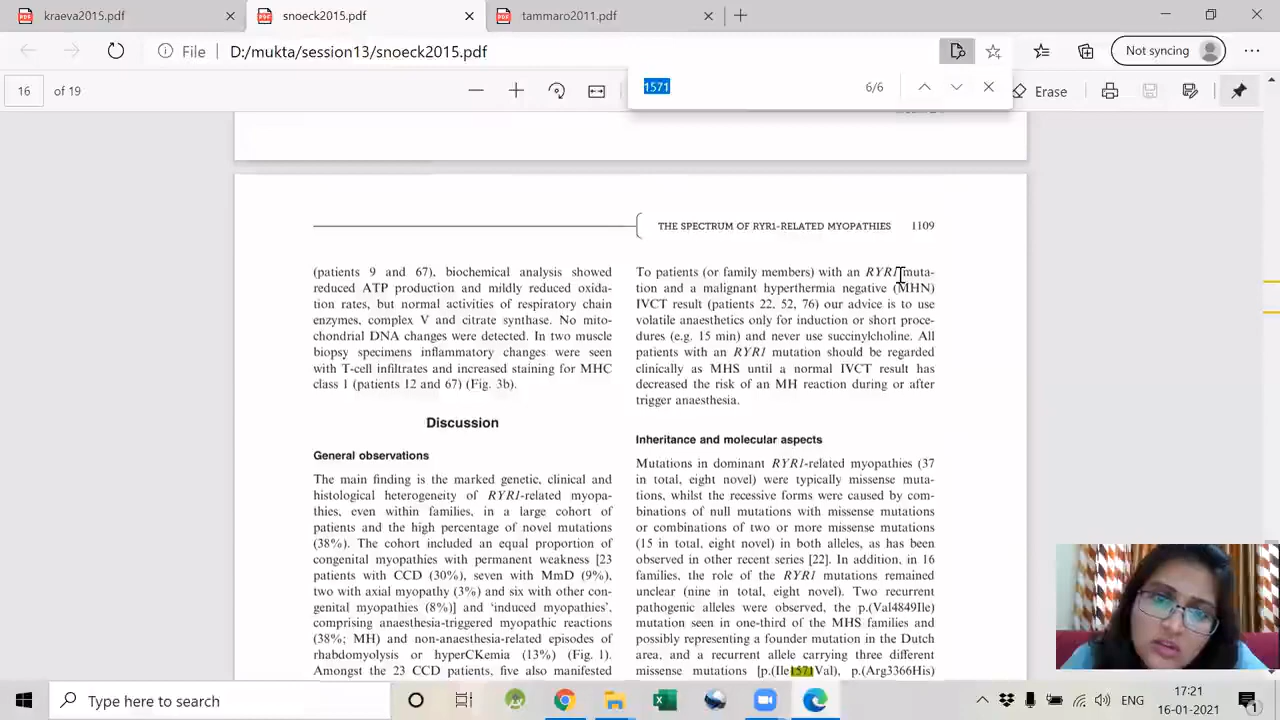 kraeva2015.pdf
snoeck2015.pdf
tammaro2011.pdf
File D:/mukta/session13/snoeck2015.pdf
Not syncing
16 of 19
1571
6/6
Erase
THE SPECTRUM OF RYR1-RELATED MYOPATHIES 1109
(patients 9 and 67), biochemical analysis showed
reduced ATP production and mildly reduced oxida-
tion rates, but normal activities of respiratory chain
enzymes, complex V and citrate synthase. No mito-
chondrial DNA changes were detected. In two muscle
biopsy specimens inflammatory changes were seen
with T-cell infiltrates and increased staining for MHC
class 1 (patients 12 and 67) (Fig. 3b).
Discussion
General observations
The main finding is the marked genetic, clinical and
histological heterogeneity of RYR1-related myopa-
thies, even within families, in a large cohort of
patients and the high percentage of novel mutations
(38%). The cohort included an equal proportion of
congenital myopathies with permanent weakness [23
patients with CCD (30%), seven with MmD (9%),
two with axial myopathy (3%) and six with other con-
genital myopathies (8%)] and ‘induced myopathies’,
comprising anaesthesia-triggered myopathic reactions
(38%; MH) and non-anaesthesia-related episodes of
rhabdomyolysis or hyperCKemia (13%) (Fig. 1).
Amongst the 23 CCD patients, five also manifested
To patients (or family members) with an RYR1 muta-
tion and a malignant hyperthermia negative (MHN)
IVCT result (patients 22, 52, 76) our advice is to use
volatile anaesthetics only for induction or short proce-
dures (e.g. 15 min) and never use succinylcholine. All
patients with an RYR1 mutation should be regarded
clinically as MHS until a normal IVCT result has
decreased the risk of an MH reaction during or after
trigger anaesthesia.
Inheritance and molecular aspects
Mutations in dominant RYR1-related myopathies (37
in total, eight novel) were typically missense muta-
tions, whilst the recessive forms were caused by com-
binations of null mutations with missense mutations
or combinations of two or more missense mutations
(15 in total, eight novel) in both alleles, as has been
observed in other recent series [22]. In addition, in 16
families, the role of the RYR1 mutations remained
unclear (nine in total, eight novel). Two recurrent
pathogenic alleles were observed, the p.(Val4849Ile)
mutation seen in one-third of the MHS families and
possibly representing a founder mutation in the Dutch
area, and a recurrent allele carrying three different
missense mutations [p.(Ile1571Val), p.(Arg3366His)
Type here to search
ENG
17:21
16-01-2021